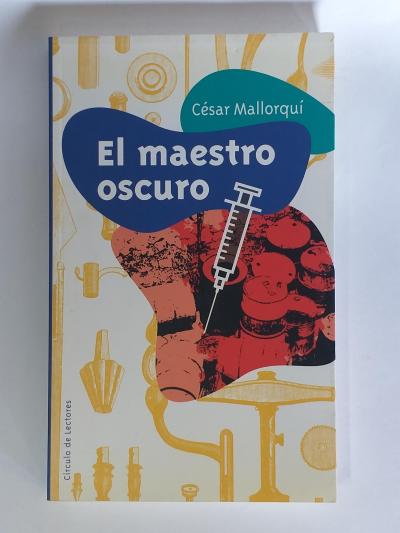 César Mallorquí
El maestro
oscuro
Círculo de Lectores